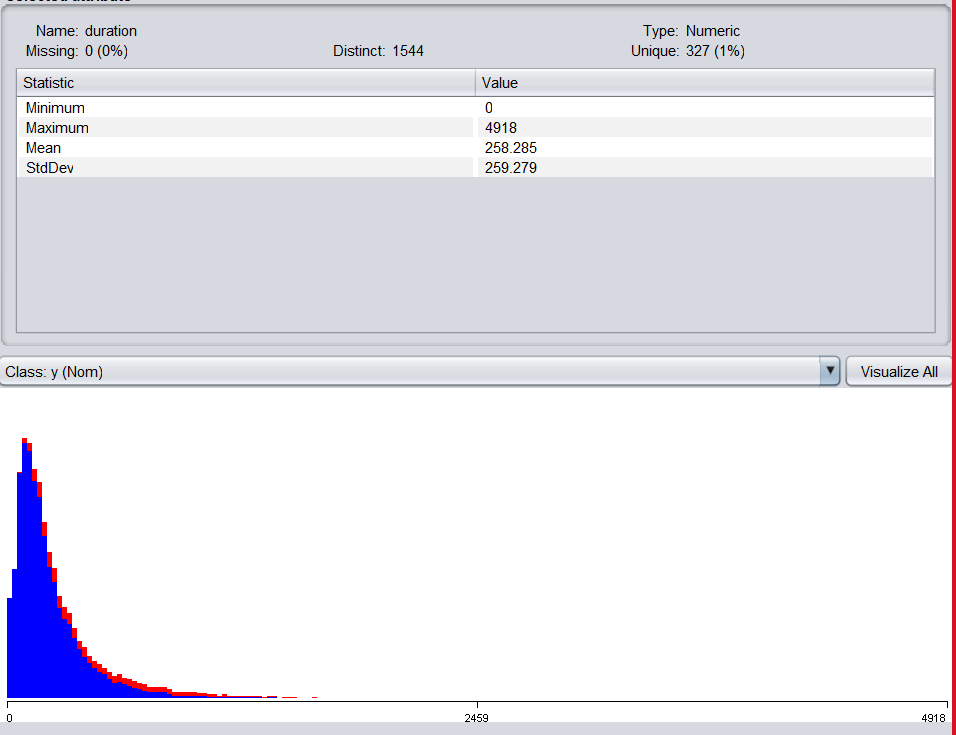 Name: duration Type: Numeric
Missing: 0 (0%) Distinct: 1544 Unique: 327 (1%)
Statistic Value
Minimum 0
Maximum 4918
Mean 258.285
StdDev 259.279
Class: y (Nom) Visualize All
0 2459 4918